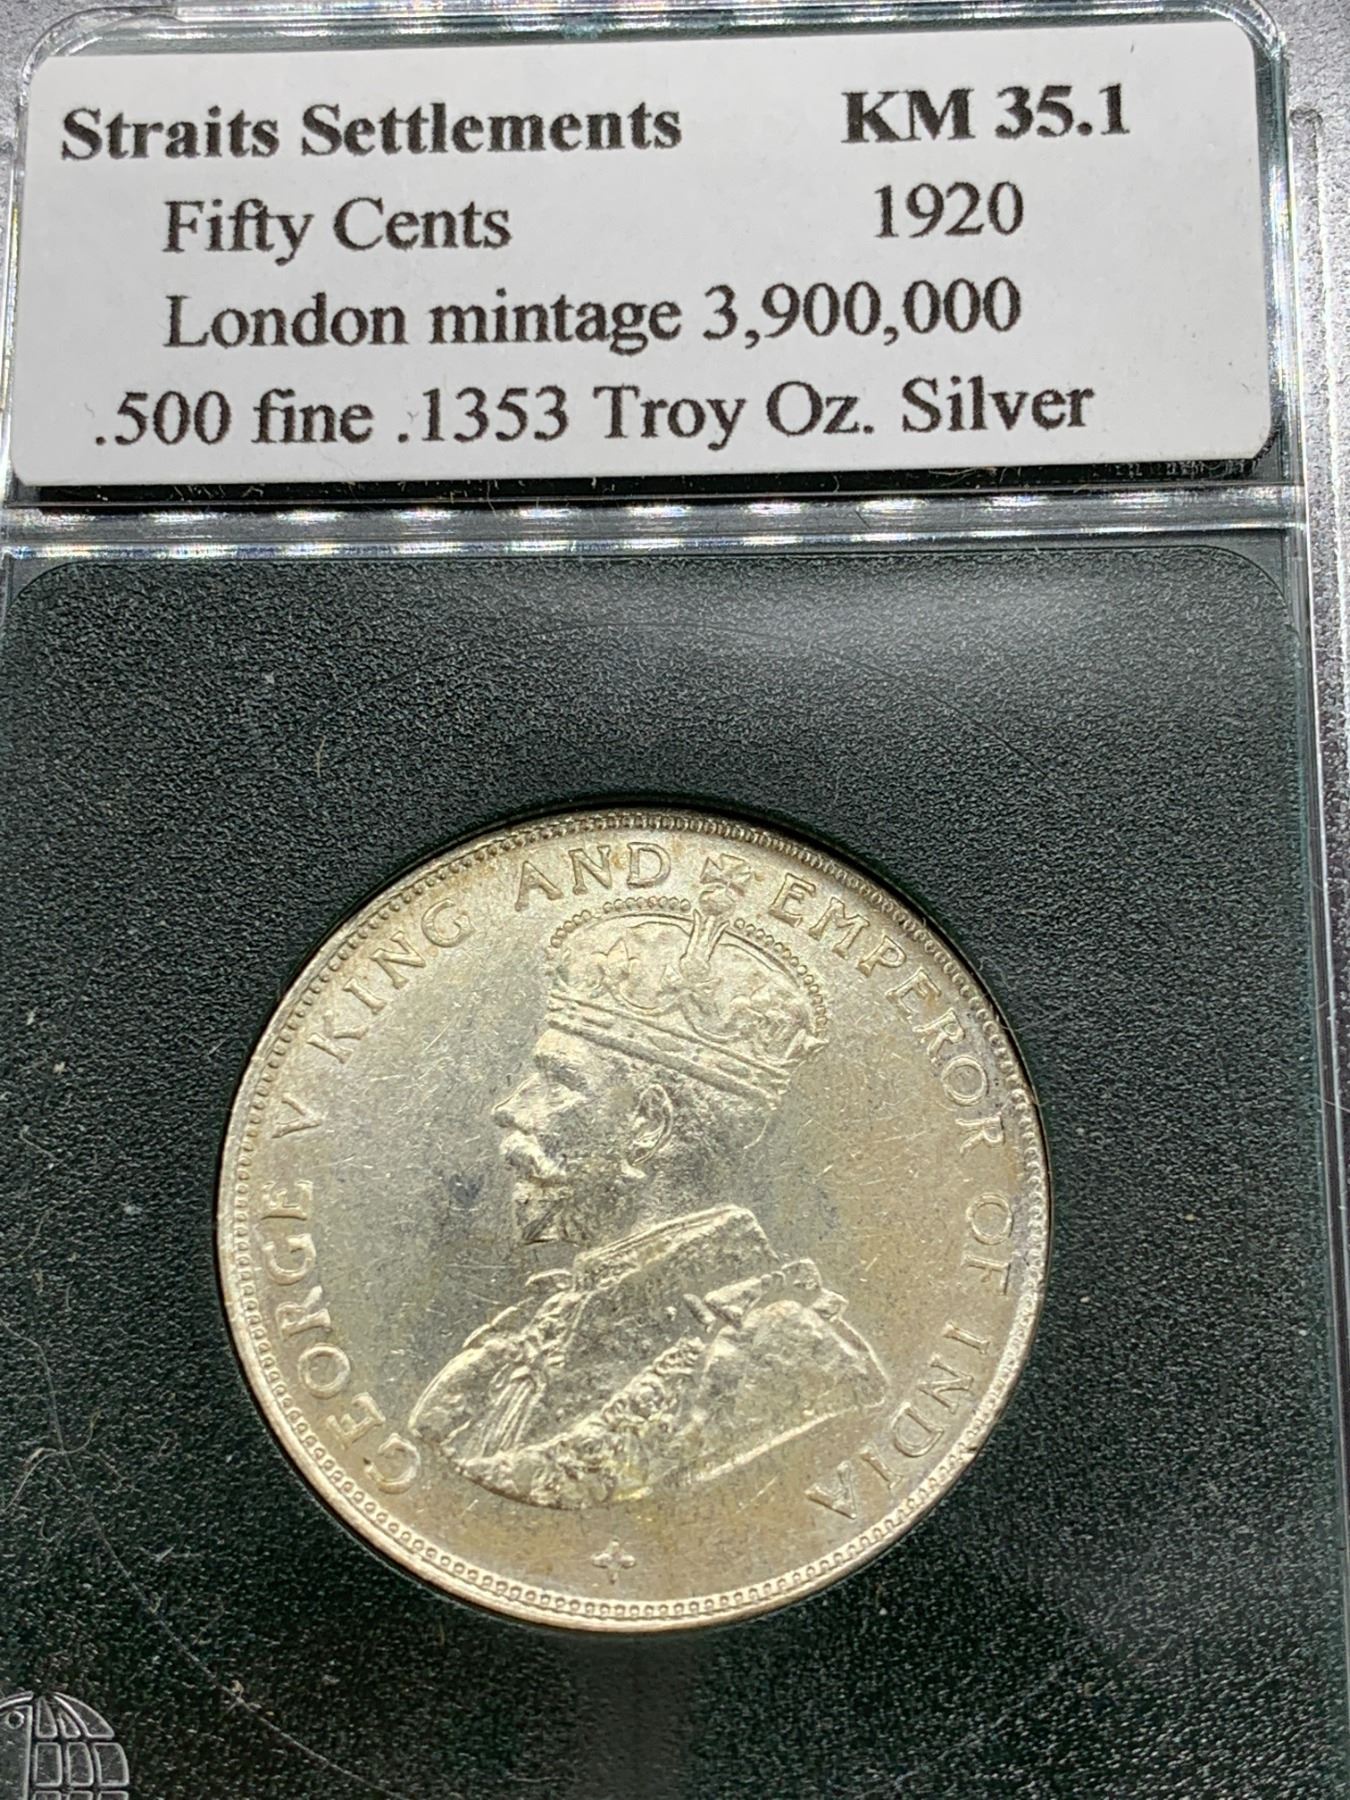 Straits Settlements KM 35.1
Fifty Cents 1920
London mintage 3,900,000
.500 fine .1353 Troy Oz. Silver
GEORGE V KING AND EMPEROR OF INDIA